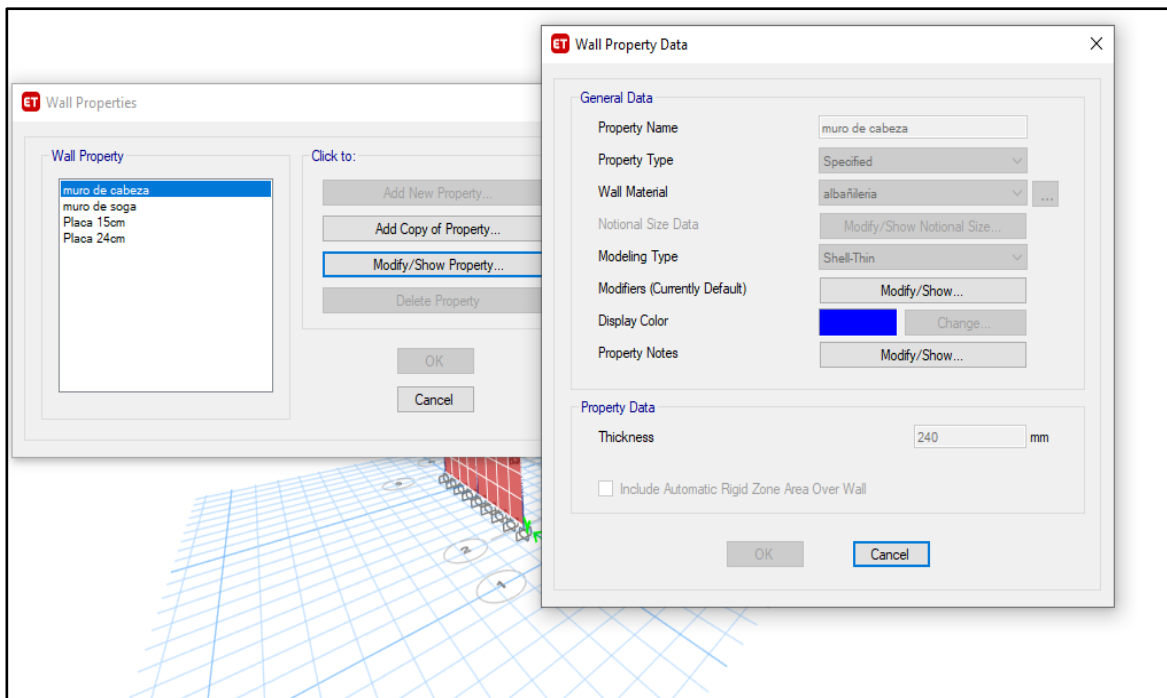 ET Wall Properties
Wall Property
muro de cabeza
muro de soga
Placa 15cm
Placa 24cm
Click to:
Add New Property...
Add Copy of Property...
Modify/Show Property...
Delete Property
OK
Cancel
ET Wall Property Data
General Data
Property Name muro de cabeza
Property Type Specified
Wall Material albañileria ...
Notional Size Data Modify/Show Notional Size...
Modeling Type Shell-Thin
Modifiers (Currently Default) Modify/Show...
Display Color Change...
Property Notes Modify/Show...
Property Data
Thickness 240 mm
Include Automatic Rigid Zone Area Over Wall
OK Cancel
2
1